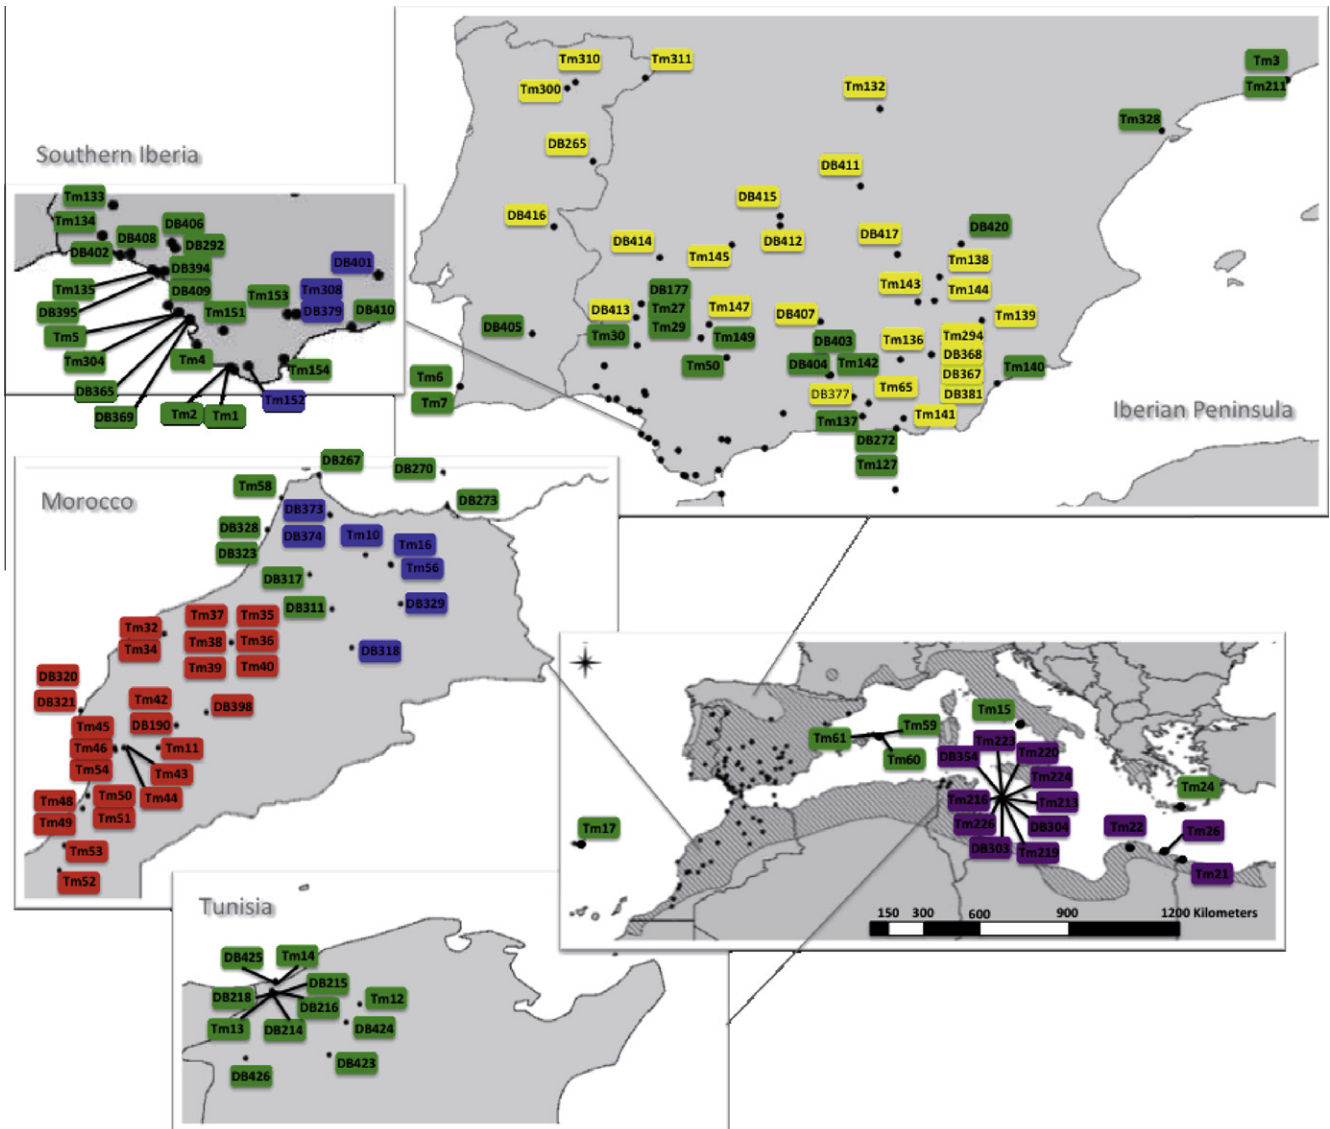 Tm310
Tm311
Tm300
Tm132
Tm3
Tm211
Tm328
DB265
DB411
DB415
DB416
DB412
DB417
DB420
DB414
Tm145
Tm138
DB177
Tm27
Tm29
Tm143
Tm144
DB413
Tm147
DB407
Tm139
DB405
Tm30
Tm149
DB403
Tm136
Tm294
DB368
DB367
DB381
Tm50
DB404
Tm142
Tm140
Tm6
Tm7
DB377
Tm65
Tm137
Tm141
DB272
Tm127
Iberian Peninsula
Southern Iberia
Tm133
Tm134
DB406
DB408
DB292
DB402
DB394
DB401
Tm135
DB409
Tm153
Tm308
DB379
DB395
Tm151
DB410
Tm5
Tm304
Tm4
Tm154
DB365
DB369
Tm2
Tm1
Tm152
Morocco
DB267
DB270
Tm58
DB273
DB373
DB374
DB328
DB323
Tm10
Tm16
Tm56
DB317
DB311
DB329
DB318
Tm37
Tm35
Tm32
Tm34
Tm38
Tm36
Tm39
Tm40
DB320
DB321
Tm42
DB398
DB190
Tm45
Tm46
Tm54
Tm11
Tm43
Tm44
Tm48
Tm49
Tm50
Tm51
Tm53
Tm52
Tm15
Tm59
Tm61
Tm60
Tm223
DB354
Tm220
Tm224
Tm216
Tm213
Tm226
DB304
DB303
Tm219
Tm24
Tm22
Tm26
Tm21
Tm17
150 300 600 900 1200 Kilometers
Tunisia
DB425
Tm14
DB215
DB218
DB216
Tm12
Tm13
DB214
DB424
DB423
DB426